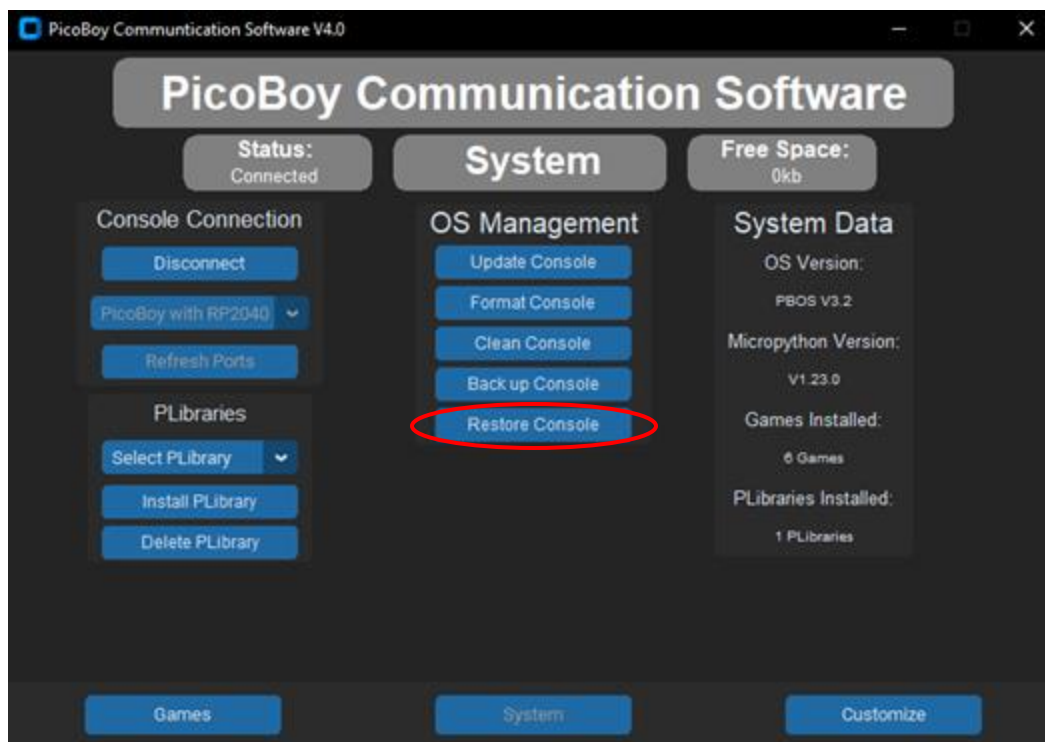 PicoBoy Communtication Software V4.0
PicoBoy Communication Software
Status:
Connected
System
Free Space:
0kb
Console Connection
Disconnect
PicoBoy with RP2040
Refresh Ports
PLibraries
Select PLibrary
Install PLibrary
Delete PLibrary
OS Management
Update Console
Format Console
Clean Console
Back up Console
Restore Console
System Data
OS Version:
PBOS V3.2
Micropython Version:
V1.23.0
Games Installed:
6 Games
PLibraries Installed:
1 PLibraries
Games
System
Customize